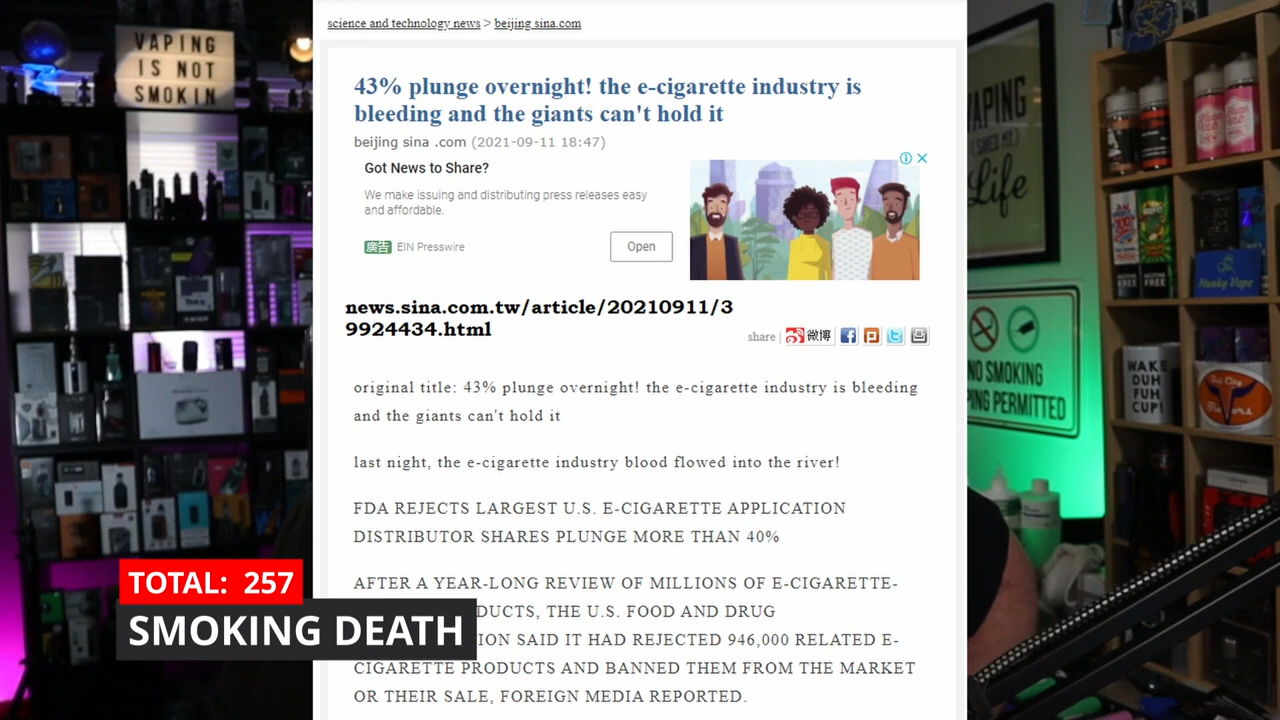 science and technology news > beijing sina.com
VAPING
IS NOT
SMOKIN
43% plunge overnight! the e-cigarette industry is
bleeding and the giants can't hold it
beijing sina .com (2021-09-11 18:47)
Got News to Share?
We make issuing and distributing press releases easy
and affordable.
廣告 EIN Presswire
Open
news.sina.com.tw/article/20210911/3
9924434.html
share | 微博
original title: 43% plunge overnight! the e-cigarette industry is bleeding
and the giants can't hold it
last night, the e-cigarette industry blood flowed into the river!
FDA REJECTS LARGEST U.S. E-CIGARETTE APPLICATION
DISTRIBUTOR SHARES PLUNGE MORE THAN 40%
AFTER A YEAR-LONG REVIEW OF MILLIONS OF E-CIGARETTE-
DUCTS, THE U.S. FOOD AND DRUG
ION SAID IT HAD REJECTED 946,000 RELATED E-
CIGARETTE PRODUCTS AND BANNED THEM FROM THE MARKET
OR THEIR SALE, FOREIGN MEDIA REPORTED.
TOTAL: 257
SMOKING DEATH
VAPING
(SAVED MY)
Life
NO SMOKING
PING PERMITTED
WAKE
DUH
FUH
CUP!
Hunky Vape
Flavors